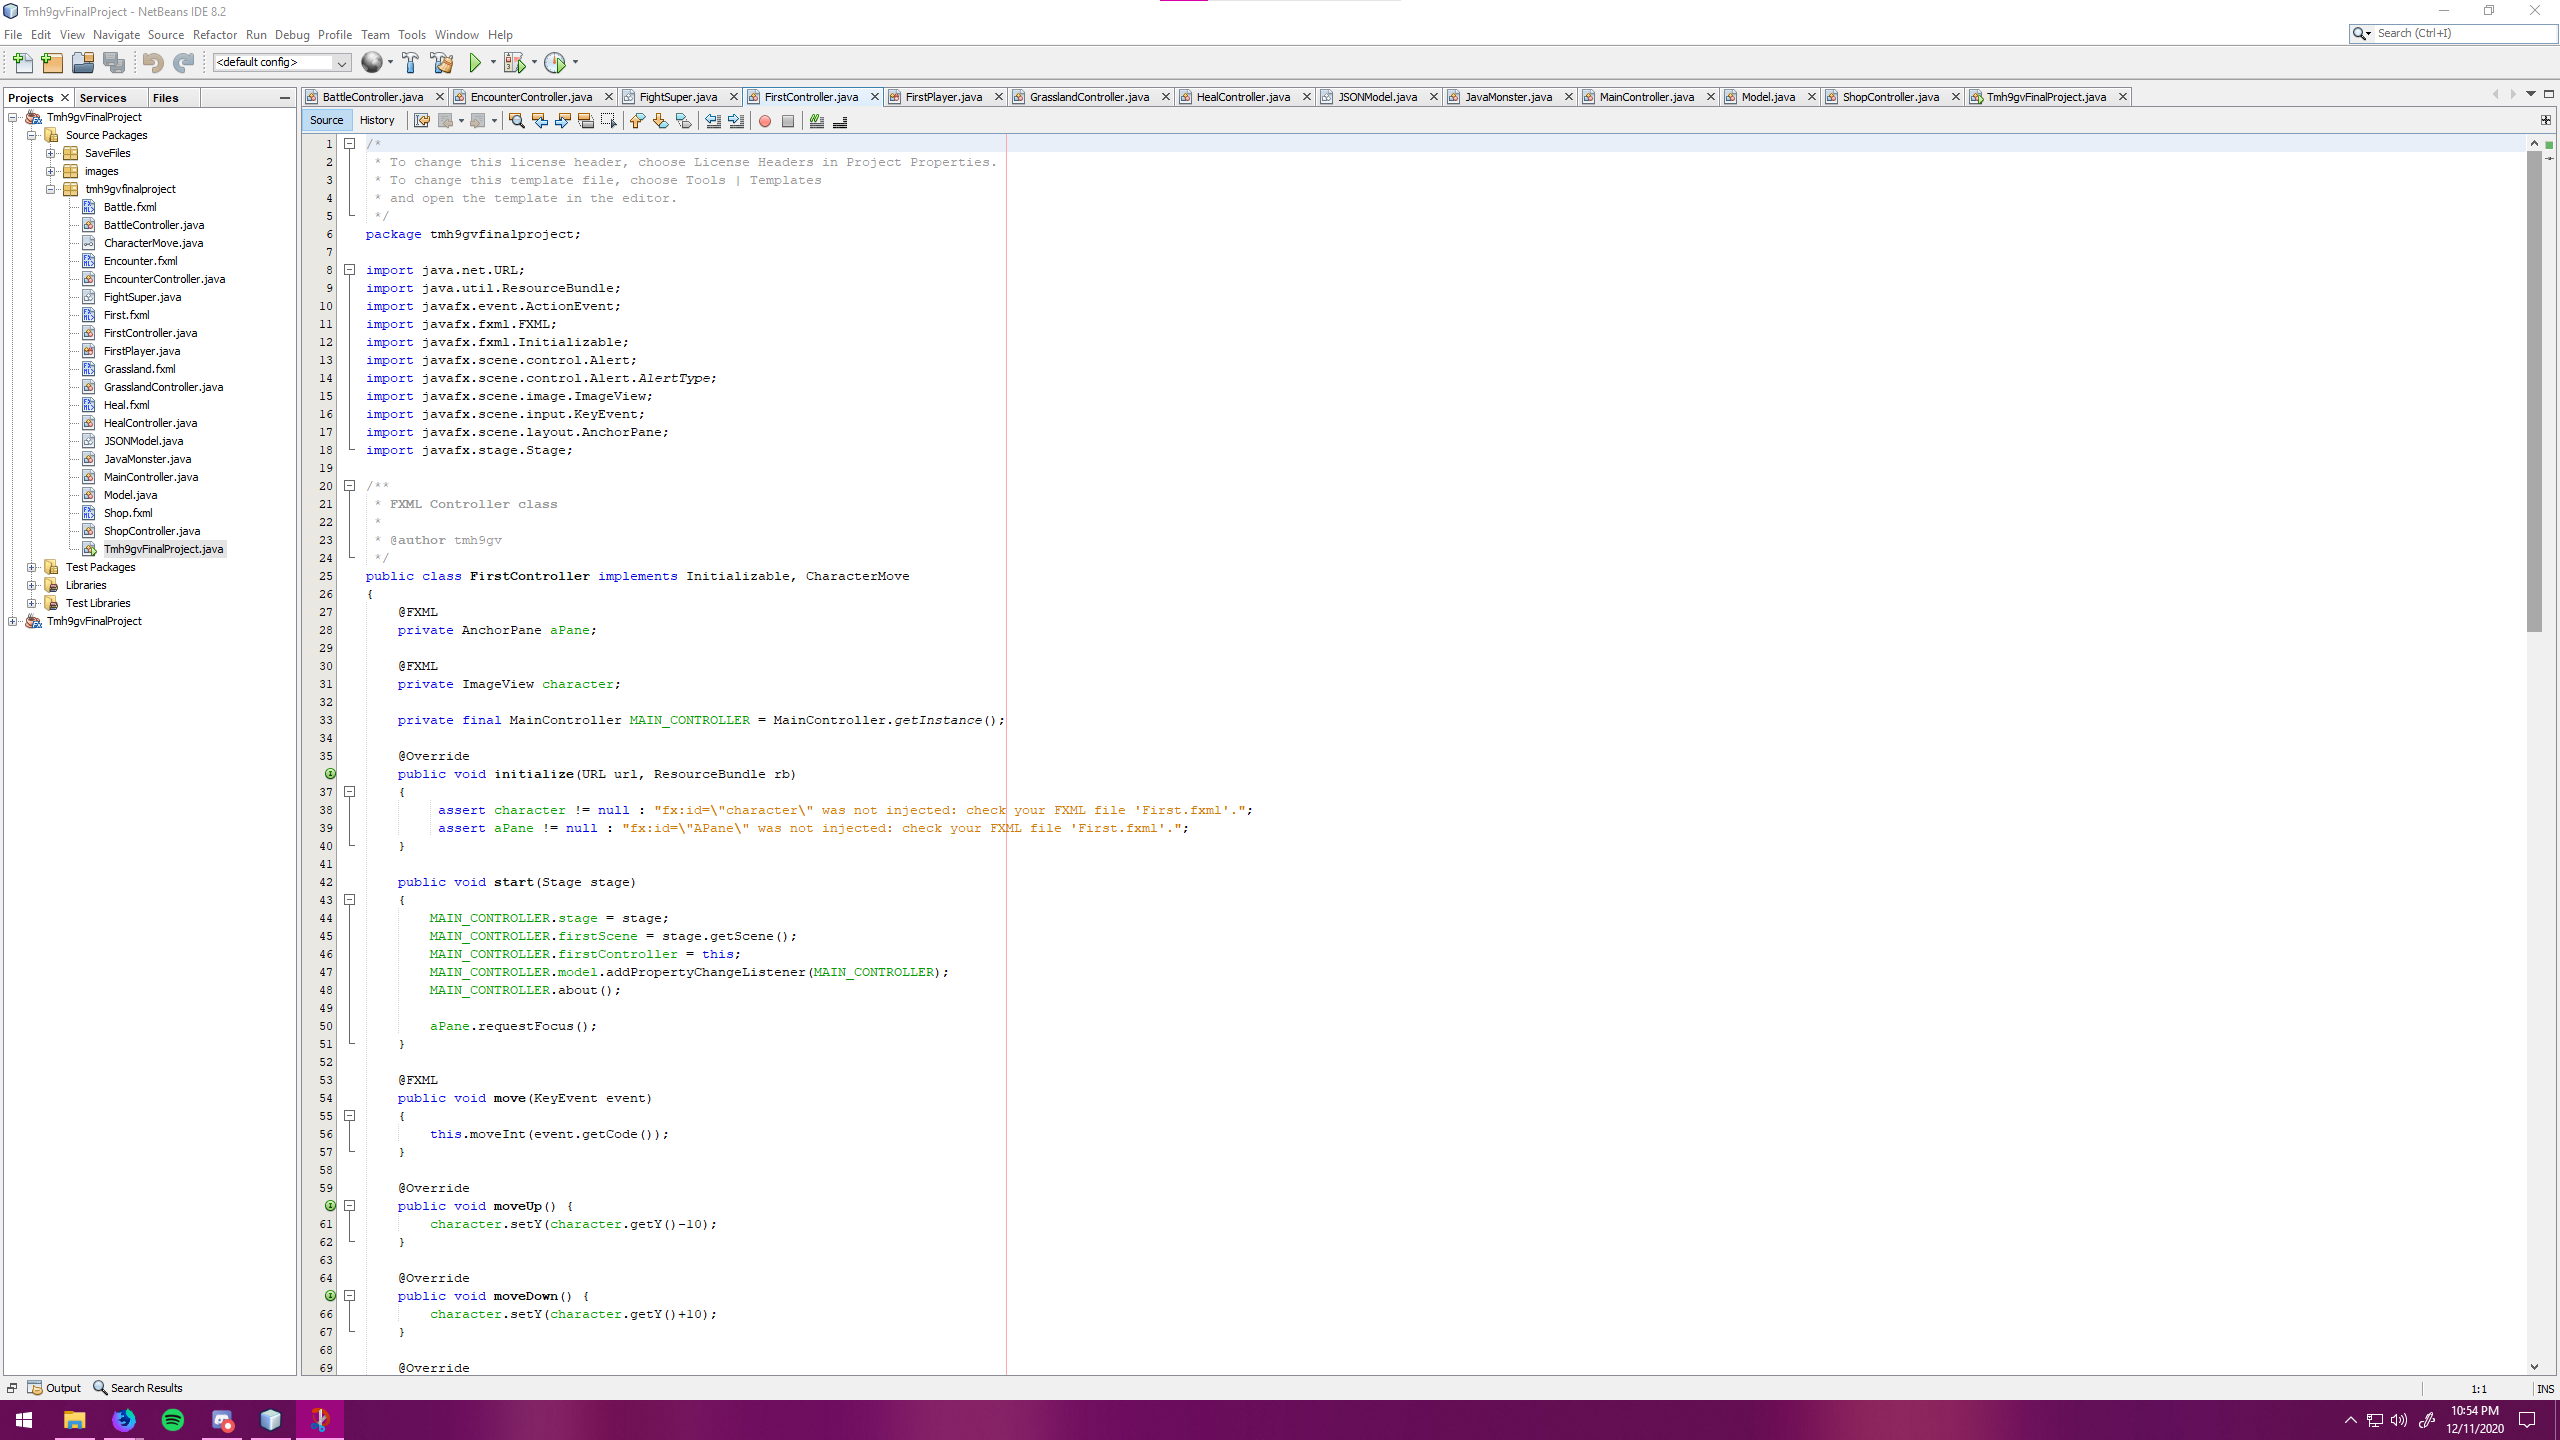 Tmh9gvFinalProject - NetBeans IDE 8.2
File Edit View Navigate Source Refactor Run Debug Profile Team Tools Window Help
Search (Ctrl+I)
<default config>
Projects Services Files
BattleController.java EncounterController.java FightSuper.java FirstController.java FirstPlayer.java GrasslandController.java HealController.java JSONModel.java JavaMonster.java MainController.java Model.java ShopController.java Tmh9gvFinalProject.java
Source History
Tmh9gvFinalProject
Source Packages
SaveFiles
images
tmh9gvfinalproject
Battle.fxml
BattleController.java
CharacterMove.java
Encounter.fxml
EncounterController.java
FightSuper.java
First.fxml
FirstController.java
FirstPlayer.java
Grassland.fxml
GrasslandController.java
Heal.fxml
HealController.java
JSONModel.java
JavaMonster.java
MainController.java
Model.java
Shop.fxml
ShopController.java
Tmh9gvFinalProject.java
Test Packages
Libraries
Test Libraries
Tmh9gvFinalProject
1 /*
2 * To change this license header, choose License Headers in Project Properties.
3 * To change this template file, choose Tools | Templates
4 * and open the template in the editor.
5 */
6 package tmh9gvfinalproject;
7
8 import java.net.URL;
9 import java.util.ResourceBundle;
10 import javafx.event.ActionEvent;
11 import javafx.fxml.FXML;
12 import javafx.fxml.Initializable;
13 import javafx.scene.control.Alert;
14 import javafx.scene.control.Alert.AlertType;
15 import javafx.scene.image.ImageView;
16 import javafx.scene.input.KeyEvent;
17 import javafx.scene.layout.AnchorPane;
18 import javafx.stage.Stage;
19
20 /**
21 * FXML Controller class
22 *
23 * @author tmh9gv
24 */
25 public class FirstController implements Initializable, CharacterMove
26 {
27 @FXML
28 private AnchorPane aPane;
29
30 @FXML
31 private ImageView character;
32
33 private final MainController MAIN_CONTROLLER = MainController.getInstance();
34
35 @Override
public void initialize(URL url, ResourceBundle rb)
37 {
38 assert character != null : "fx:id=\"character\" was not injected: check your FXML file 'First.fxml'.";
39 assert aPane != null : "fx:id=\"APane\" was not injected: check your FXML file 'First.fxml'.";
40 }
41
42 public void start(Stage stage)
43 {
44 MAIN_CONTROLLER.stage = stage;
45 MAIN_CONTROLLER.firstScene = stage.getScene();
46 MAIN_CONTROLLER.firstController = this;
47 MAIN_CONTROLLER.model.addPropertyChangeListener(MAIN_CONTROLLER);
48 MAIN_CONTROLLER.about();
49
50 aPane.requestFocus();
51 }
52
53 @FXML
54 public void move(KeyEvent event)
55 {
56 this.moveInt(event.getCode());
57 }
58
59 @Override
public void moveUp() {
61 character.setY(character.getY()-10);
62 }
63
64 @Override
public void moveDown() {
66 character.setY(character.getY()+10);
67 }
68
69 @Override
Output Search Results
1:1 INS
10:54 PM
12/11/2020